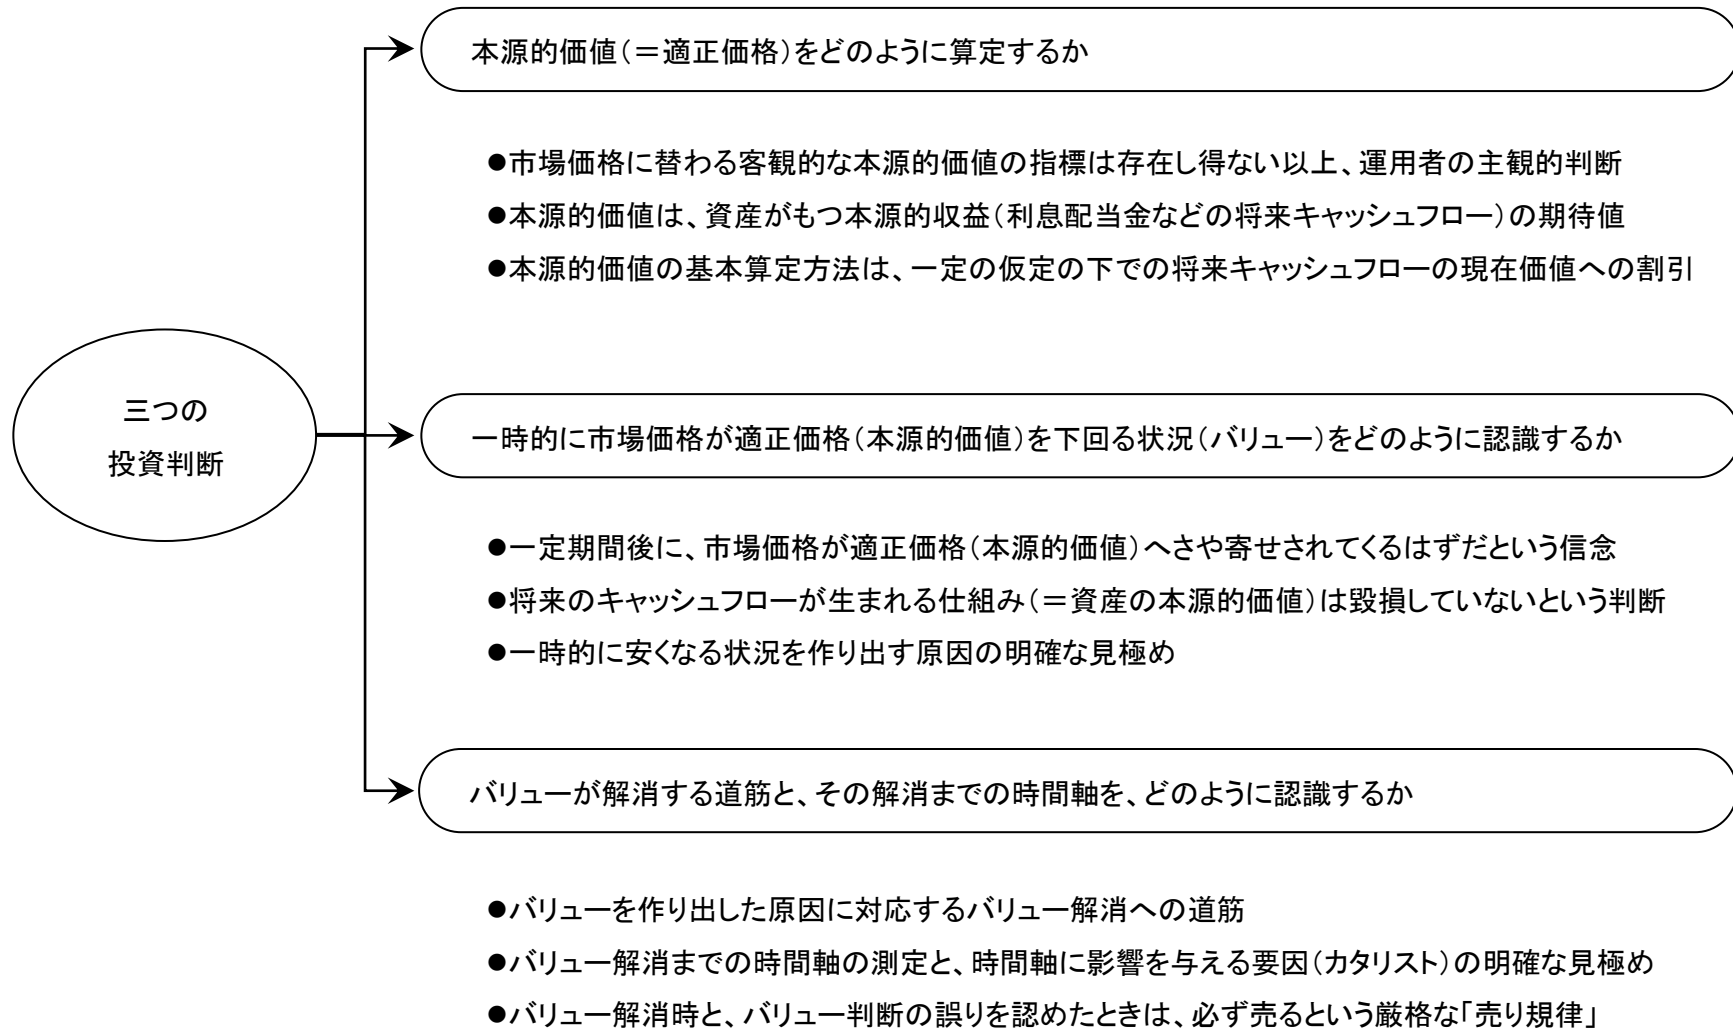 本源的価値(＝適正価格)をどのように算定するか
●市場価格に替わる客観的な本源的価値の指標は存在し得ない以上、運用者の主観的判断
●本源的価値は、資産がもつ本源的収益(利息配当金などの将来キャッシュフロー)の期待値
●本源的価値の基本算定方法は、一定の仮定の下での将来キャッシュフローの現在価値への割引
三つの
投資判断
一時的に市場価格が適正価格(本源的価値)を下回る状況(バリュー)をどのように認識するか
●一定期間後に、市場価格が適正価格(本源的価値)へさや寄せされてくるはずだという信念
●将来のキャッシュフローが生まれる仕組み(＝資産の本源的価値)は毀損していないという判断
●一時的に安くなる状況を作り出す原因の明確な見極め
バリューが解消する道筋と、その解消までの時間軸を、どのように認識するか
●バリューを作り出した原因に対応するバリュー解消への道筋
●バリュー解消までの時間軸の測定と、時間軸に影響を与える要因(カタリスト)の明確な見極め
●バリュー解消時と、バリュー判断の誤りを認めたときは、必ず売るという厳格な「売り規律」